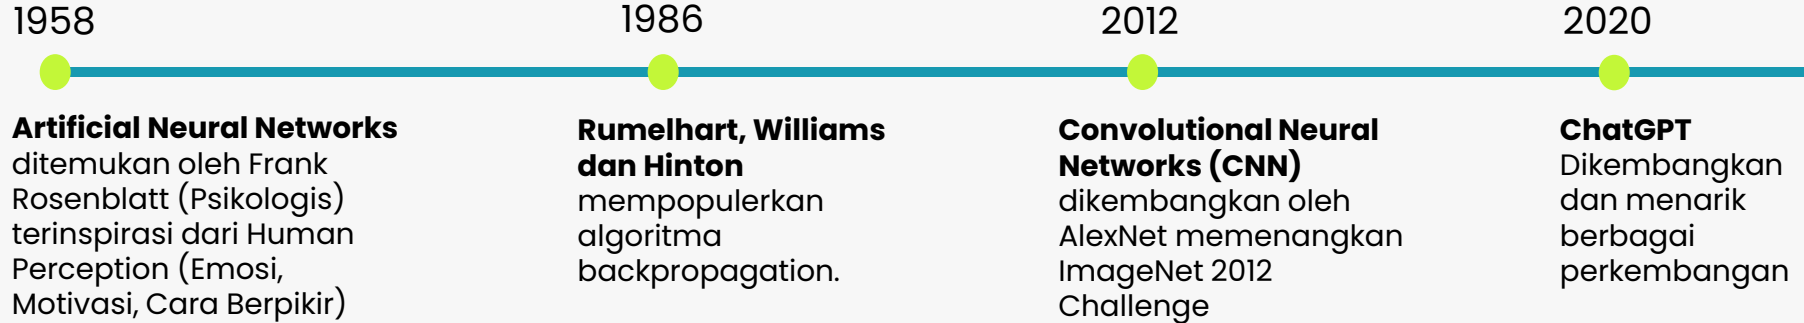 1958
Artificial Neural Networks
ditemukan oleh Frank
Rosenblatt (Psikologis)
terinspirasi dari Human
Perception (Emosi,
Motivasi, Cara Berpikir)
1986
Rumelhart, Williams
dan Hinton
mempopulerkan
algoritma
backpropagation.
2012
Convolutional Neural
Networks (CNN)
dikembangkan oleh
AlexNet memenangkan
ImageNet 2012
Challenge
2020
ChatGPT
Dikembangkan
dan menarik
berbagai
perkembangan